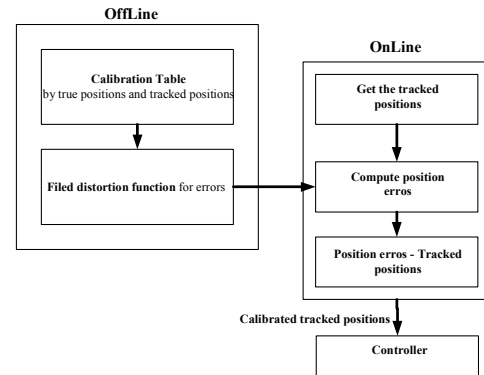 OffLine
Calibration Table
by true positions and tracked positions
Filed distortion function for errors
OnLine
Get the tracked
positions
Compute position
erros
Position erros - Tracked
positions
Calibrated tracked positions
Controller